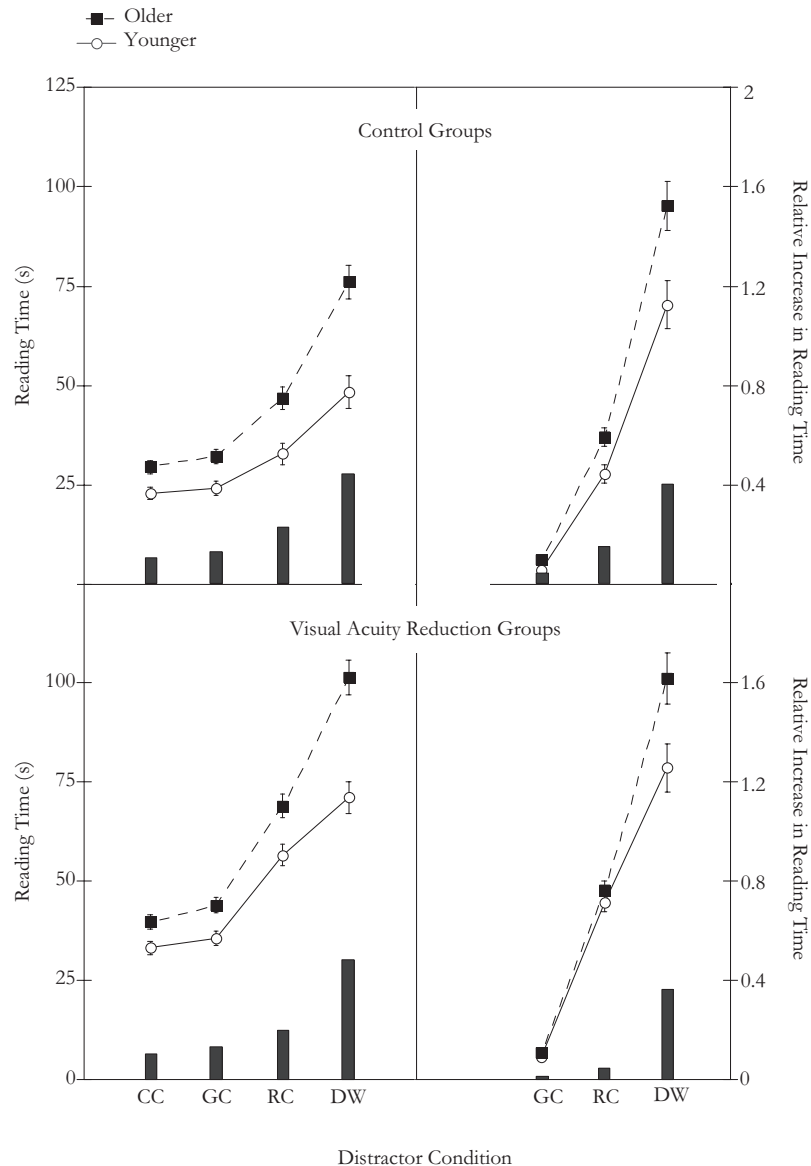 Older
Younger
125
100
75
50
25
Reading Time (s)
Control Groups
2
1.6
1.2
0.8
0.4
Relative Increase in Reading Time
Visual Acuity Reduction Groups
100
75
50
25
0
Reading Time (s)
1.6
1.2
0.8
0.4
0
Relative Increase in Reading Time
CC GC RC DW
GC RC DW
Distractor Condition